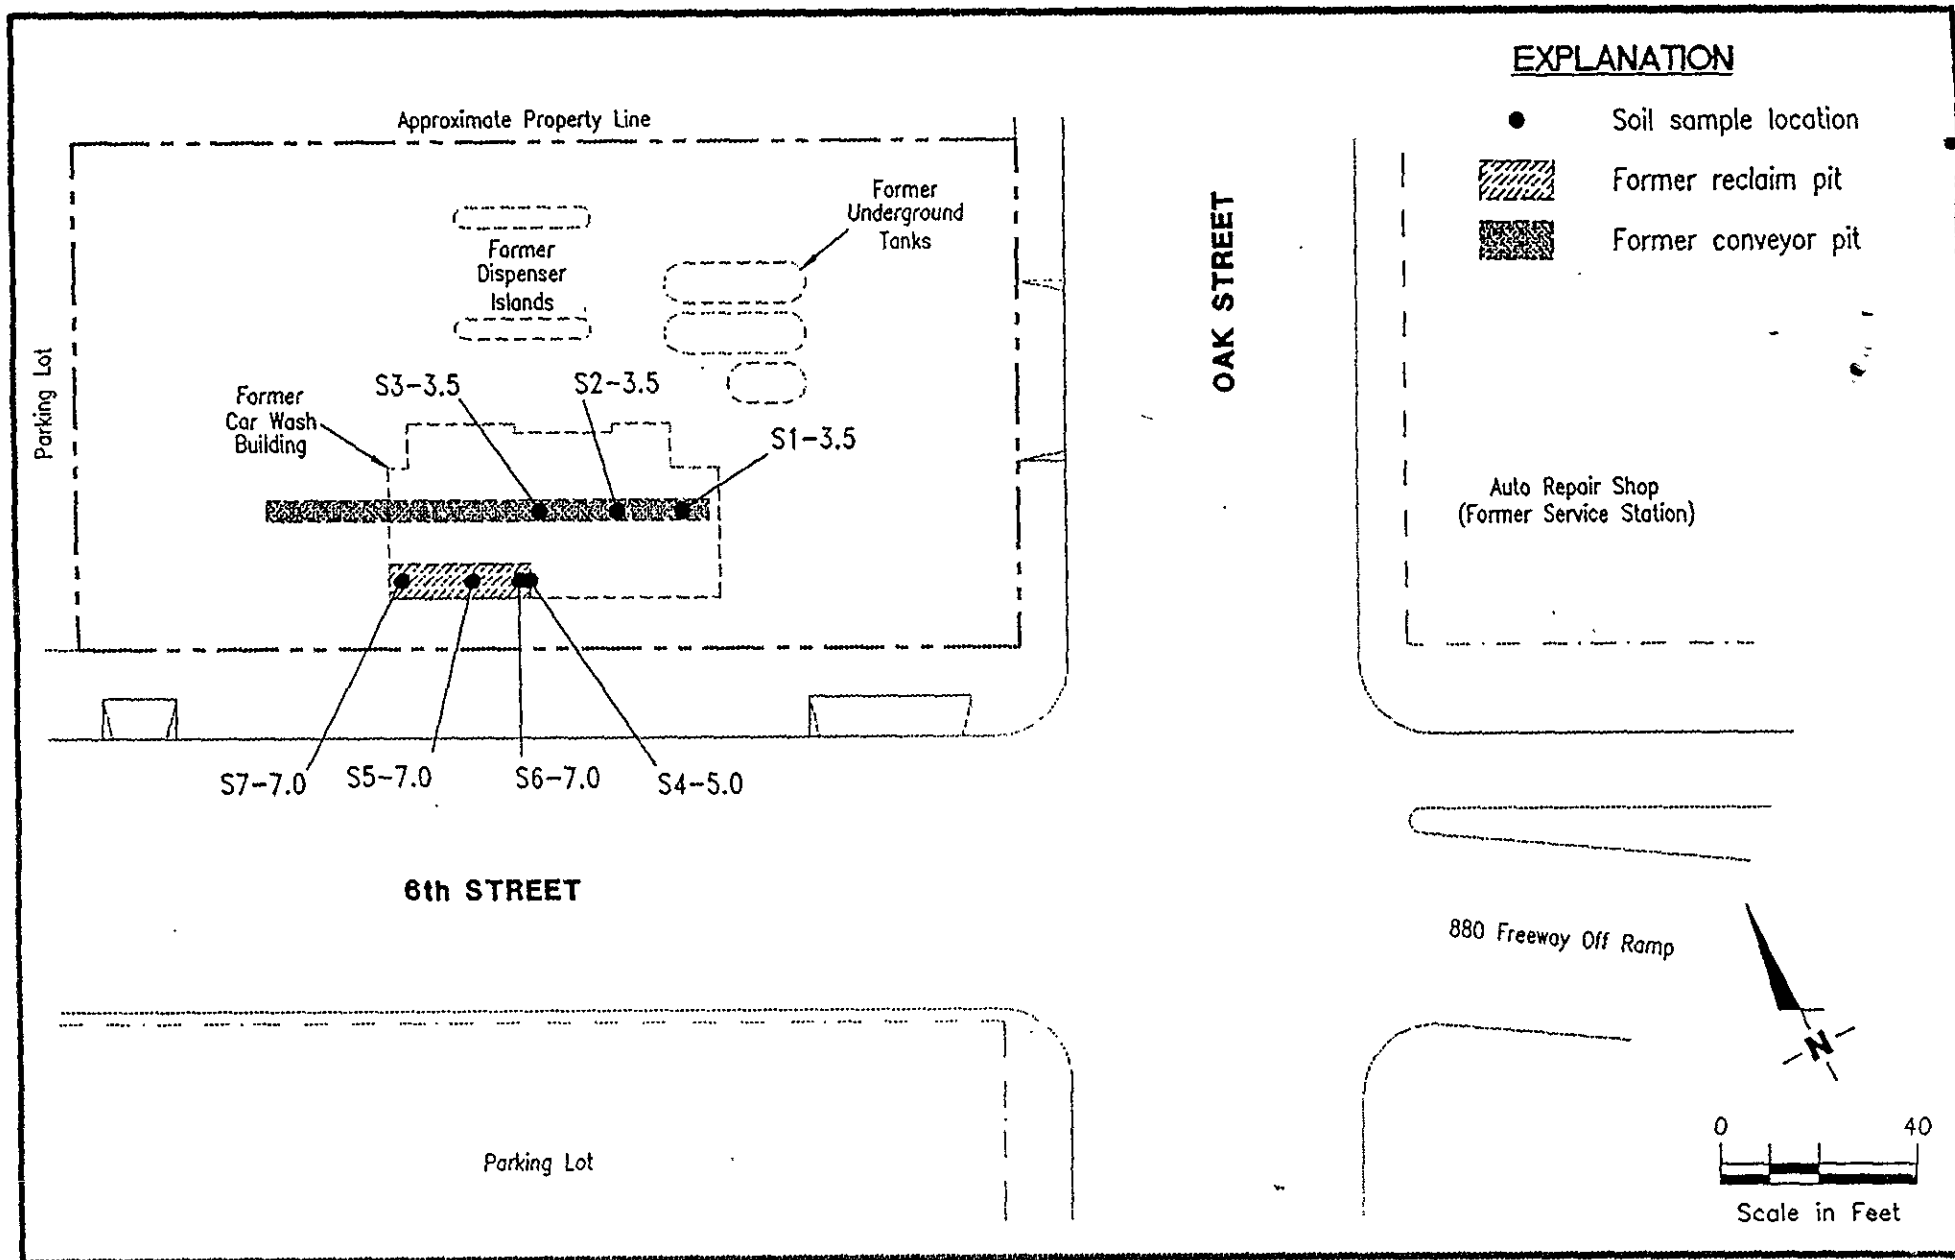 EXPLANATION
Soil sample location
Former reclaim pit
Former conveyor pit
Approximate Property Line
Former
Underground
Tanks
Former
Dispenser
Islands
OAK STREET
Parking Lot
S3-3.5
S2-3.5
S1-3.5
Former
Car Wash
Building
Auto Repair Shop
(Former Service Station)
S7-7.0
S5-7.0
S6-7.0
S4-5.0
6th STREET
880 Freeway Off Ramp
N
Parking Lot
0
40
Scale in Feet